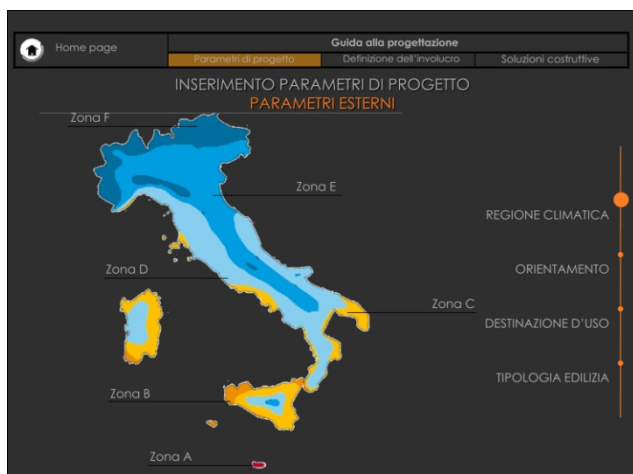 Home page
Guida alla progettazione
Parametri di progetto
Definizione dell'involucro
Soluzioni costruttive
INSERIMENTO PARAMETRI DI PROGETTO
PARAMETRI ESTERNI
Zona F
Zona E
REGIONE CLIMATICA
Zona D
ORIENTAMENTO
Zona C
DESTINAZIONE D'USO
TIPOLOGIA EDILIZIA
Zona B
Zona A